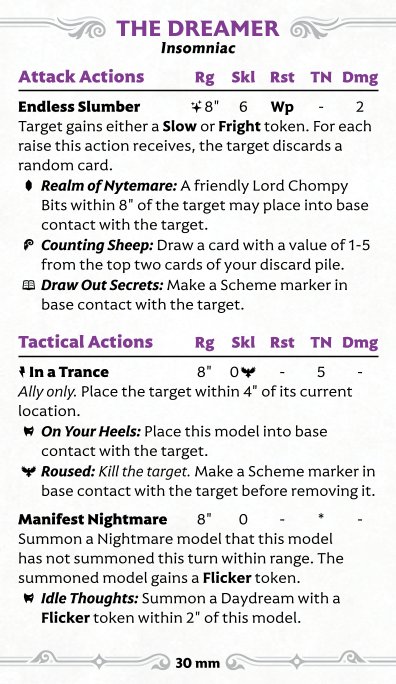 THE DREAMER
Insomniac
Attack Actions Rg Skl Rst TN Dmg
Endless Slumber 8" 6 Wp - 2
Target gains either a Slow or Fright token. For each
raise this action receives, the target discards a
random card.
Realm of Nytemare: A friendly Lord Chompy
Bits within 8" of the target may place into base
contact with the target.
Counting Sheep: Draw a card with a value of 1-5
from the top two cards of your discard pile.
Draw Out Secrets: Make a Scheme marker in
base contact with the target.
Tactical Actions Rg Skl Rst TN Dmg
In a Trance 8" 0 - 5 -
Ally only. Place the target within 4" of its current
location.
On Your Heels: Place this model into base
contact with the target.
Roused: Kill the target. Make a Scheme marker in
base contact with the target before removing it.
Manifest Nightmare 8" 0 - * -
Summon a Nightmare model that this model
has not summoned this turn within range. The
summoned model gains a Flicker token.
Idle Thoughts: Summon a Daydream with a
Flicker token within 2" of this model.
30 mm